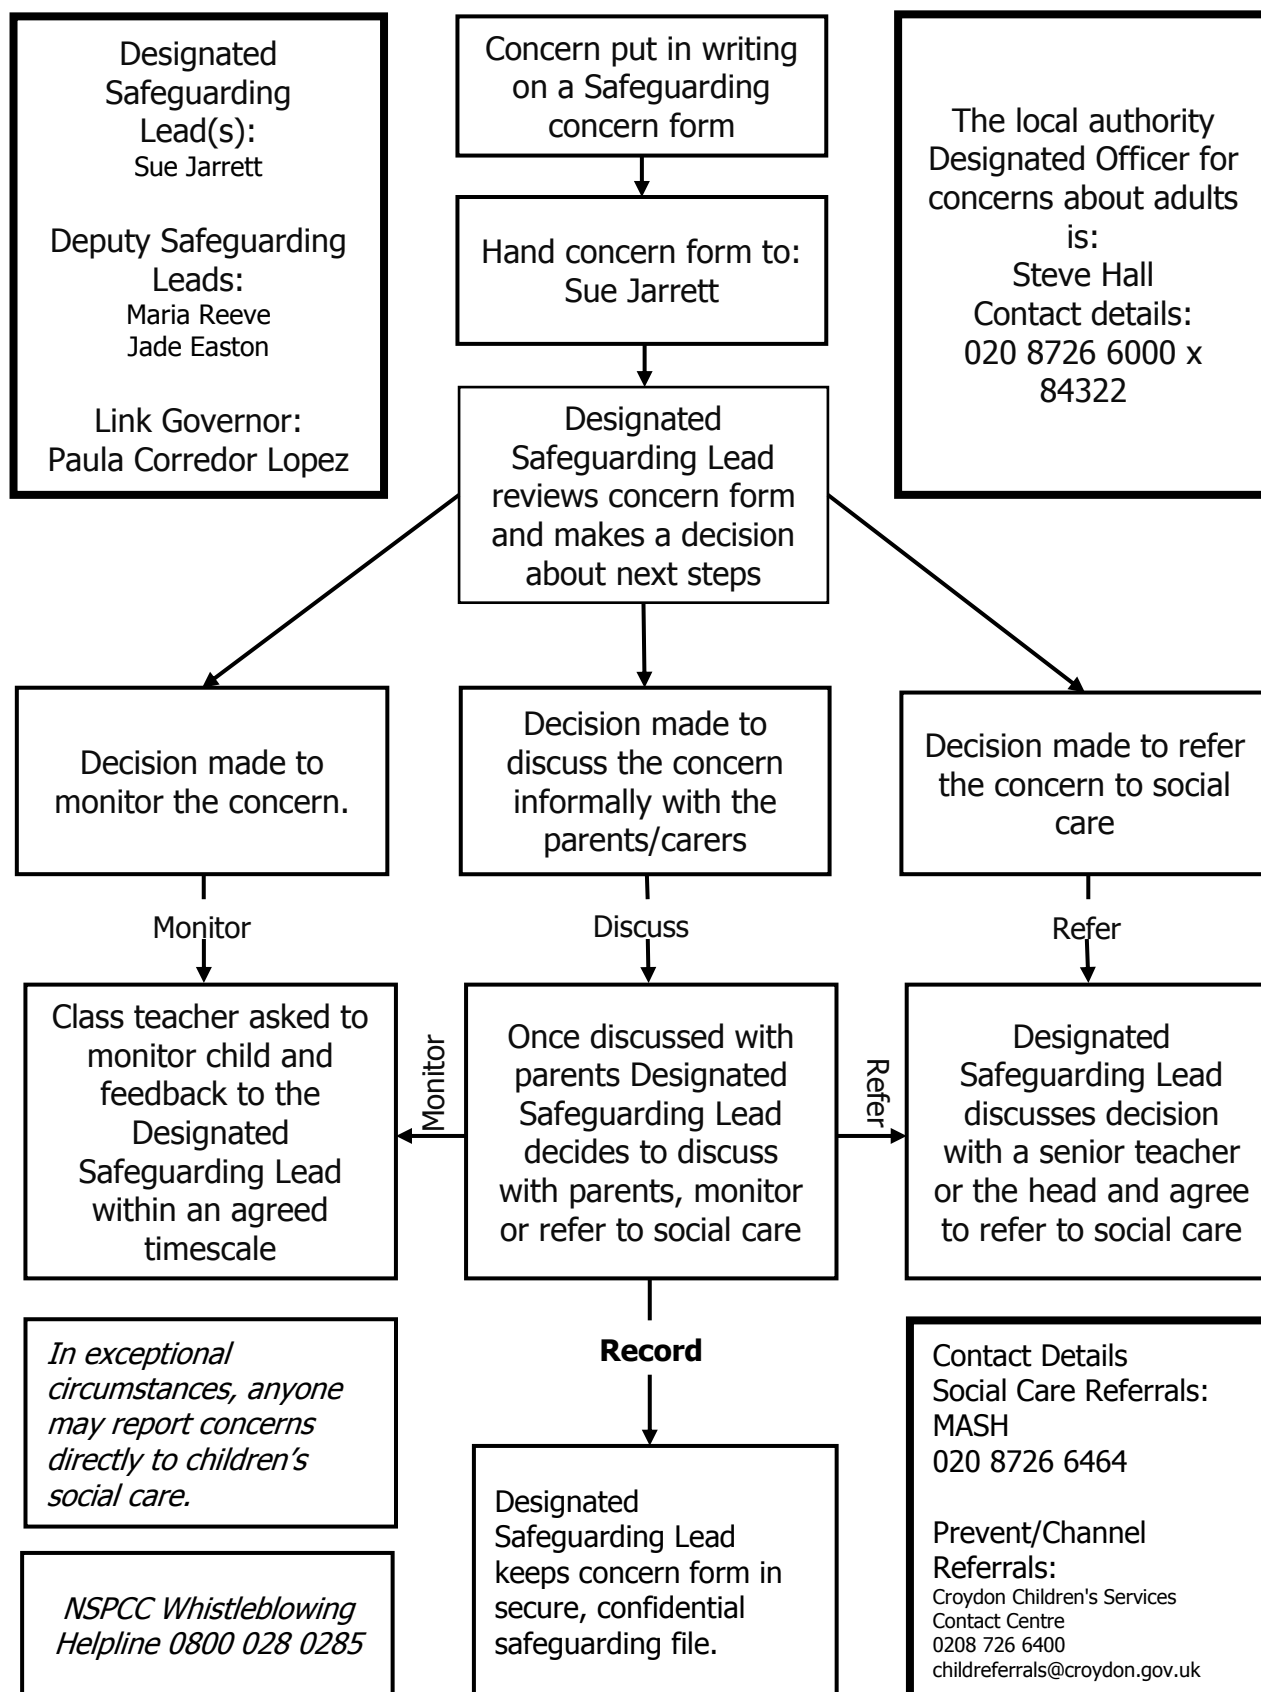 Designated
Safeguarding
Lead(s):
Sue Jarrett
Deputy Safeguarding
Leads:
Maria Reeve
Jade Easton
Link Governor:
Paula Corredor Lopez
Concern put in writing
on a Safeguarding
concern form
The local authority
Designated Officer for
concerns about adults
is:
Steve Hall
Contact details:
020 8726 6000 x
84322
Hand concern form to:
Sue Jarrett
Designated
Safeguarding Lead
reviews concern form
and makes a decision
about next steps
Decision made to
monitor the concern.
Decision made to
discuss the concern
informally with the
parents/carers
Decision made to refer
the concern to social
care
Monitor
Discuss
Refer
Class teacher asked to
monitor child and
feedback to the
Designated
Safeguarding Lead
within an agreed
timescale
Monitor
Once discussed with
parents Designated
Safeguarding Lead
decides to discuss
with parents, monitor
or refer to social care
Refer
Designated
Safeguarding Lead
discusses decision
with a senior teacher
or the head and agree
to refer to social care
In exceptional
circumstances, anyone
may report concerns
directly to children’s
social care.
Record
Contact Details
Social Care Referrals:
MASH
020 8726 6464
Prevent/Channel
Referrals:
Croydon Children's Services
Contact Centre
0208 726 6400
childreferrals@croydon.gov.uk
NSPCC Whistleblowing
Helpline 0800 028 0285
Designated
Safeguarding Lead
keeps concern form in
secure, confidential
safeguarding file.